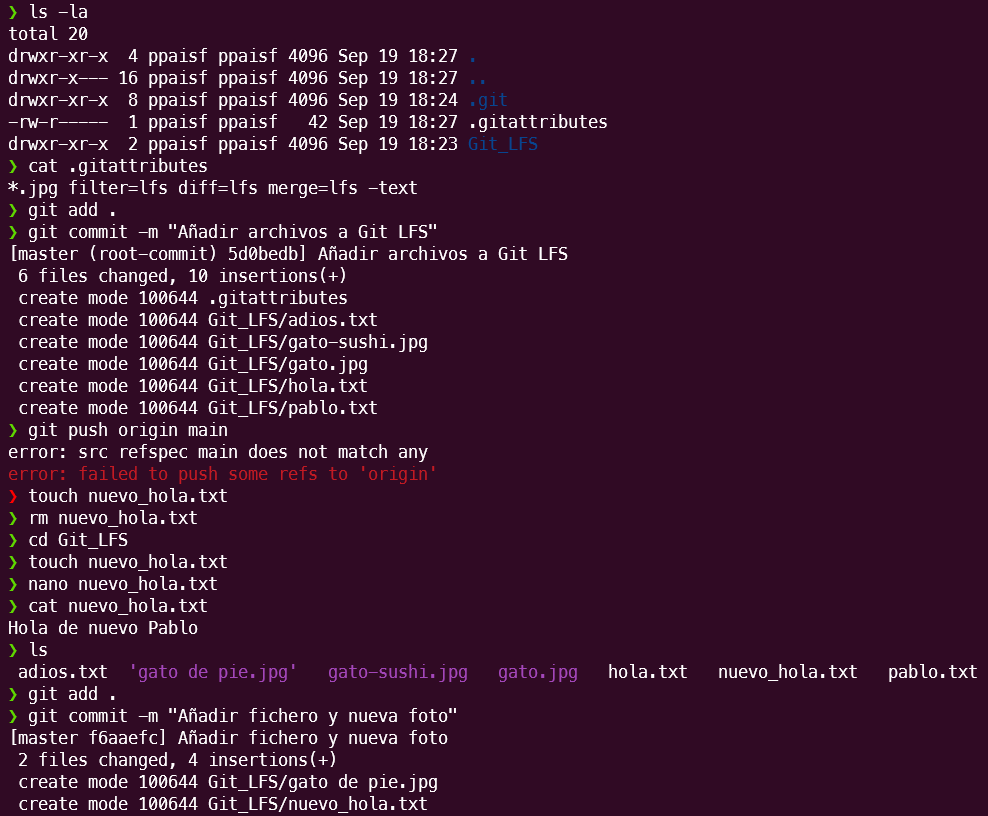 ❯ ls -la
total 20
drwxr-xr-x  4 ppaisf ppaisf 4096 Sep 19 18:27 .
drwxr-x--- 16 ppaisf ppaisf 4096 Sep 19 18:27 ..
drwxr-xr-x  8 ppaisf ppaisf 4096 Sep 19 18:24 .git
-rw-r-----  1 ppaisf ppaisf   42 Sep 19 18:27 .gitattributes
drwxr-xr-x  2 ppaisf ppaisf 4096 Sep 19 18:23 Git_LFS
❯ cat .gitattributes
*.jpg filter=lfs diff=lfs merge=lfs -text
❯ git add .
❯ git commit -m "Añadir archivos a Git LFS"
[master (root-commit) 5d0bedb] Añadir archivos a Git LFS
 6 files changed, 10 insertions(+)
 create mode 100644 .gitattributes
 create mode 100644 Git_LFS/adios.txt
 create mode 100644 Git_LFS/gato-sushi.jpg
 create mode 100644 Git_LFS/gato.jpg
 create mode 100644 Git_LFS/hola.txt
 create mode 100644 Git_LFS/pablo.txt
❯ git push origin main
error: src refspec main does not match any
error: failed to push some refs to 'origin'
❯ touch nuevo_hola.txt
❯ rm nuevo_hola.txt
❯ cd Git_LFS
❯ touch nuevo_hola.txt
❯ nano nuevo_hola.txt
❯ cat nuevo_hola.txt
Hola de nuevo Pablo
❯ ls
 adios.txt  'gato de pie.jpg'   gato-sushi.jpg   gato.jpg   hola.txt   nuevo_hola.txt   pablo.txt
❯ git add .
❯ git commit -m "Añadir fichero y nueva foto"
[master f6aaefc] Añadir fichero y nueva foto
 2 files changed, 4 insertions(+)
 create mode 100644 Git_LFS/gato de pie.jpg
 create mode 100644 Git_LFS/nuevo_hola.txt